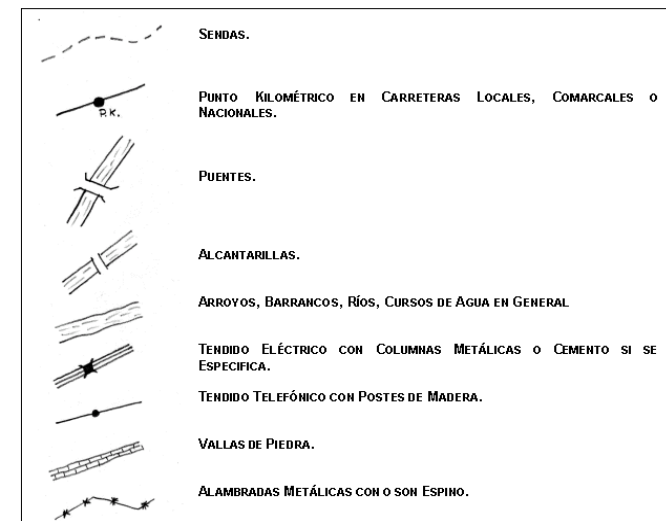 SENDAS.
P.K.
PUNTO KILOMÉTRICO EN CARRETERAS LOCALES, COMARCALES O
NACIONALES.
PUENTES.
ALCANTARILLAS.
ARROYOS, BARRANCOS, RÍOS, CURSOS DE AGUA EN GENERAL
TENDIDO ELÉCTRICO CON COLUMNAS METÁLICAS O CEMENTO SI SE
ESPECIFICA.
TENDIDO TELEFÓNICO CON POSTES DE MADERA.
VALLAS DE PIEDRA.
ALAMBRADAS METÁLICAS CON O SON ESPINO.